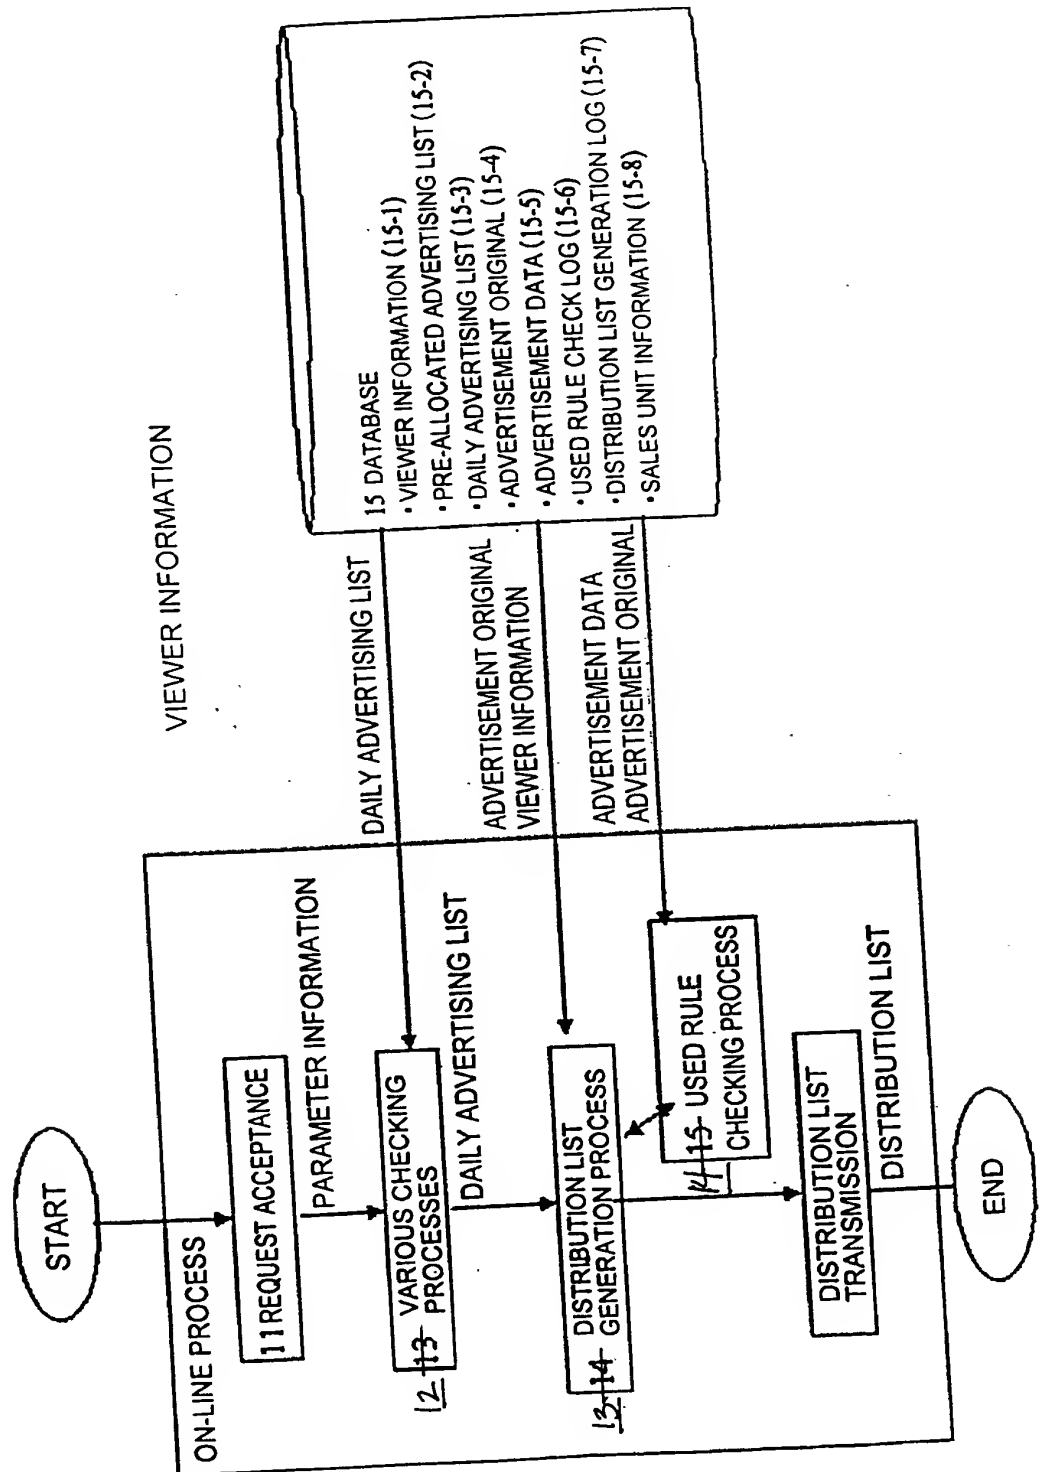 VIEWER INFORMATION
START
ON-LINE PROCESS
11 REQUEST ACCEPTANCE
PARAMETER INFORMATION
12 13 VARIOUS CHECKING
PROCESSES
DAILY ADVERTISING LIST
13 14 DISTRIBUTION LIST
GENERATION PROCESS
14 15 USED RULE
CHECKING PROCESS
DISTRIBUTION LIST
TRANSMISSION
DISTRIBUTION LIST
END
DAILY ADVERTISING LIST
ADVERTISEMENT ORIGINAL
VIEWER INFORMATION
ADVERTISEMENT DATA
ADVERTISEMENT ORIGINAL
15 DATABASE
・VIEWER INFORMATION (15-1)
・PRE-ALLOCATED ADVERTISING LIST (15-2)
・DAILY ADVERTISING LIST (15-3)
・ADVERTISEMENT ORIGINAL (15-4)
・ADVERTISEMENT DATA (15-5)
・USED RULE CHECK LOG (15-6)
・DISTRIBUTION LIST GENERATION LOG (15-7)
・SALES UNIT INFORMATION (15-8)